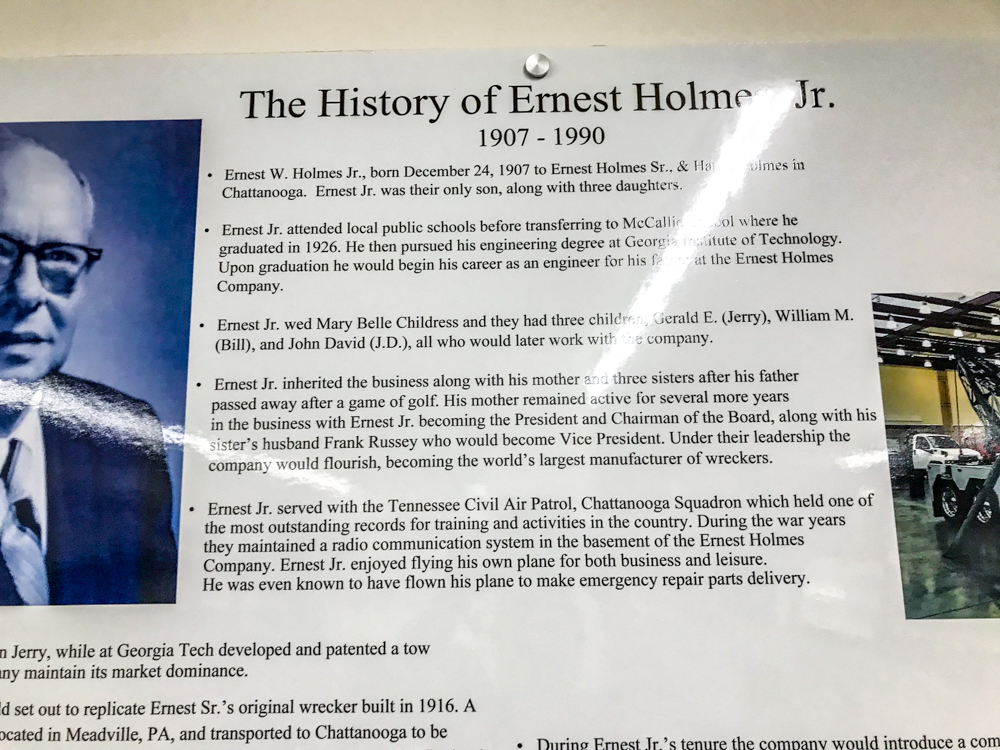 The History of Ernest Holmes, Jr.
1907 - 1990
• Ernest W. Holmes Jr., born December 24, 1907 to Ernest Holmes Sr., & Holmes in
Chattanooga. Ernest Jr. was their only son, along with three daughters.
• Ernest Jr. attended local public schools before transferring to McCallie School where he
graduated in 1926. He then pursued his engineering degree at Georgia Institute of Technology.
Upon graduation he would begin his career as an engineer for his father at the Ernest Holmes
Company.
• Ernest Jr. wed Mary Belle Childress and they had three children, Gerald E. (Jerry), William M.
(Bill), and John David (J.D.), all who would later work with the company.
• Ernest Jr. inherited the business along with his mother and three sisters after his father
passed away after a game of golf. His mother remained active for several more years
in the business with Ernest Jr. becoming the President and Chairman of the Board, along with his
sister's husband Frank Russey who would become Vice President. Under their leadership the
company would flourish, becoming the world's largest manufacturer of wreckers.
• Ernest Jr. served with the Tennessee Civil Air Patrol, Chattanooga Squadron which held one of
the most outstanding records for training and activities in the country. During the war years
they maintained a radio communication system in the basement of the Ernest Holmes
Company. Ernest Jr. enjoyed flying his own plane for both business and leisure.
He was even known to have flown his plane to make emergency repair parts delivery.
n Jerry, while at Georgia Tech developed and patented a tow
ny maintain its market dominance.
ld set out to replicate Ernest Sr.'s original wrecker built in 1916. A
ocated in Meadville, PA, and transported to Chattanooga to be
• During Ernest Jr.'s tenure the company would introduce a com